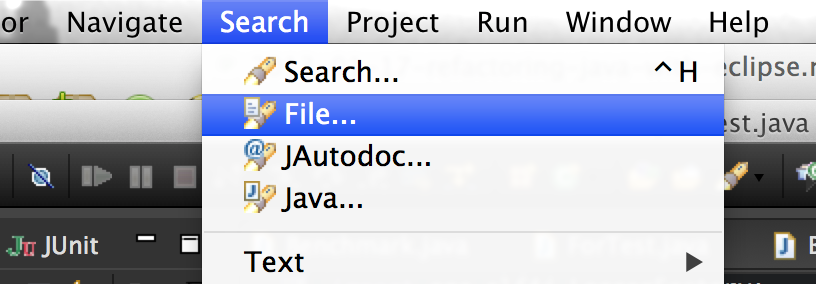 or Navigate Search Project Run Window Help
Search... ^H
eclipse.r
File...
est.java
JAutodoc...
Java...
JUnit
Text